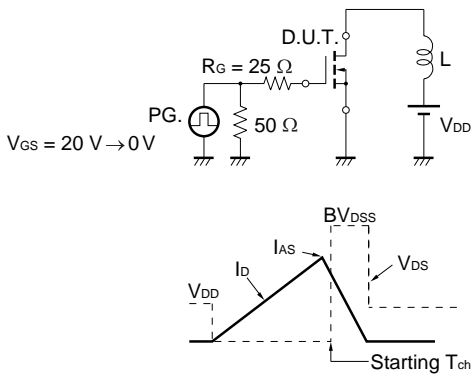 D.U.T.
RG = 25 Ω
L
PG.
50 Ω
VDD
VGS = 20 V → 0 V
BVDSS
IAS
ID
VDS
VDD
Starting Tch